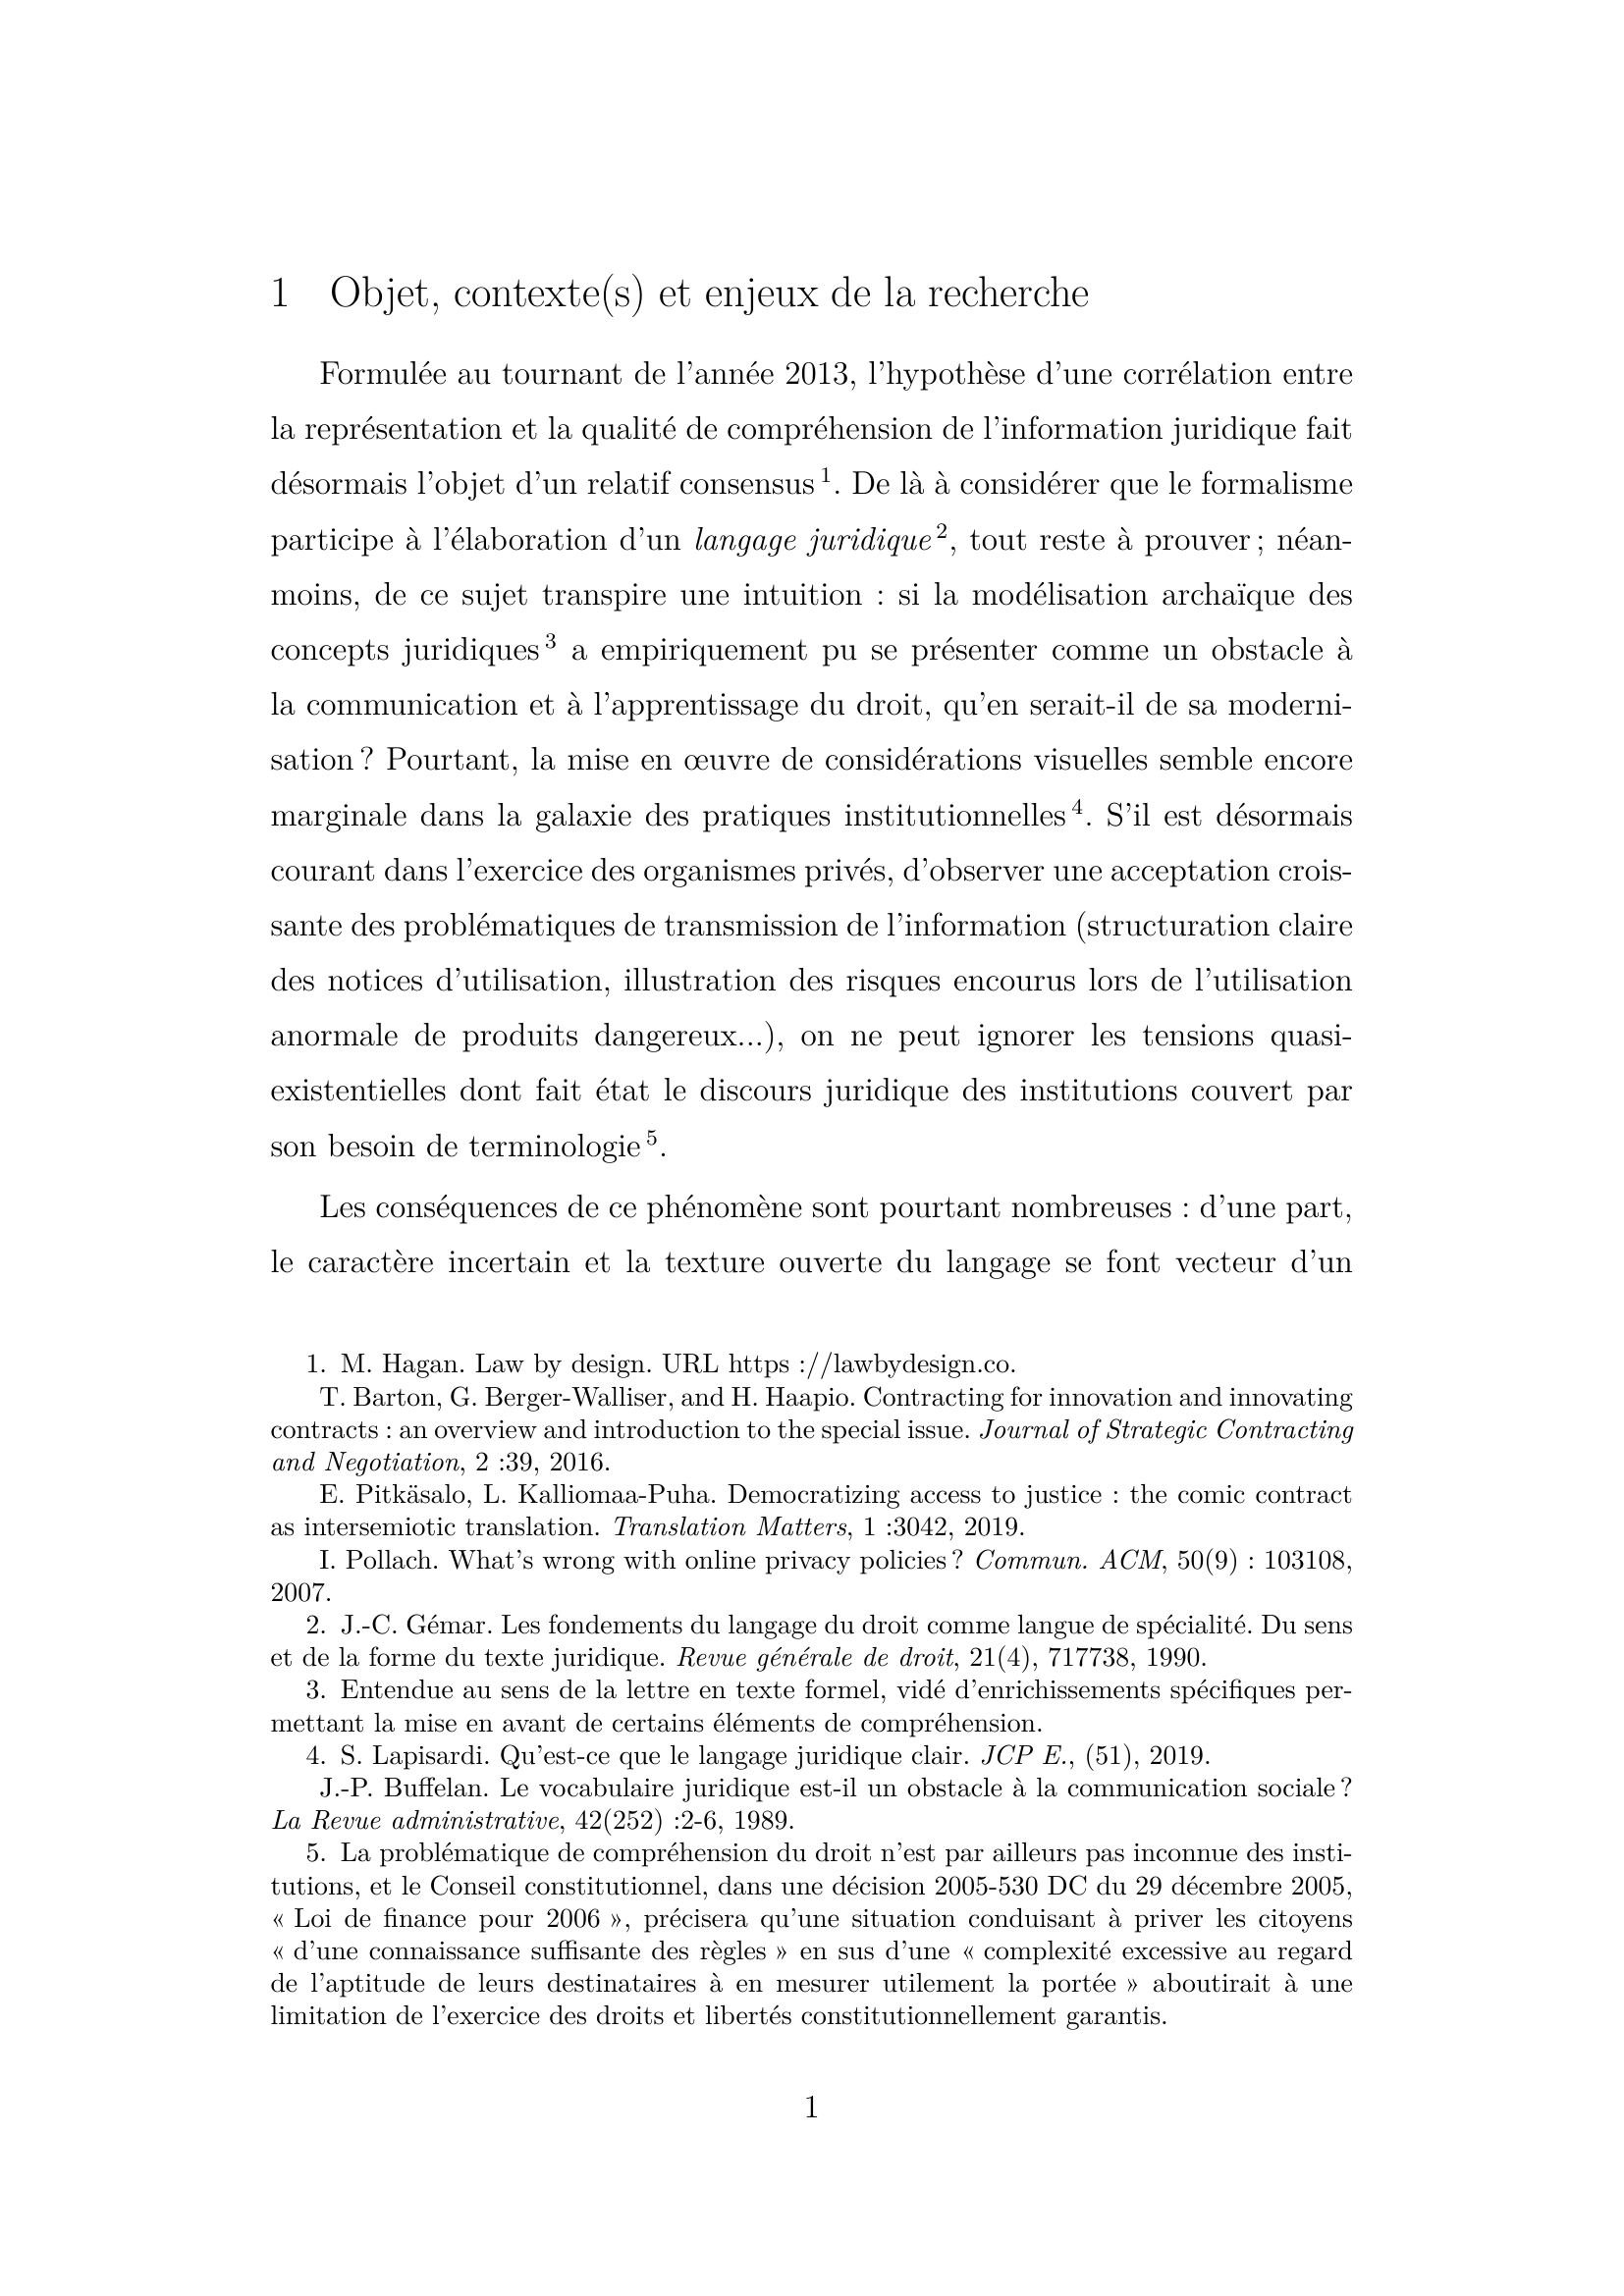 1 Objet, contexte(s) et enjeux de la recherche
Formulée au tournant de l'année 2013, l'hypothèse d'une corrélation entre
la représentation et la qualité de compréhension de l'information juridique fait
désormais l'objet d'un relatif consensus 1. De là à considérer que le formalisme
participe à l'élaboration d'un langage juridique 2, tout reste à prouver ; néan-
moins, de ce sujet transpire une intuition : si la modélisation archaïque des
concepts juridiques 3 a empiriquement pu se présenter comme un obstacle à
la communication et à l'apprentissage du droit, qu'en serait-il de sa moderni-
sation ? Pourtant, la mise en œuvre de considérations visuelles semble encore
marginale dans la galaxie des pratiques institutionnelles 4. S'il est désormais
courant dans l'exercice des organismes privés, d'observer une acceptation crois-
sante des problématiques de transmission de l'information (structuration claire
des notices d'utilisation, illustration des risques encourus lors de l'utilisation
anormale de produits dangereux...), on ne peut ignorer les tensions quasi-
existentielles dont fait état le discours juridique des institutions couvert par
son besoin de terminologie 5.
Les conséquences de ce phénomène sont pourtant nombreuses : d'une part,
le caractère incertain et la texture ouverte du langage se font vecteur d'un
1. M. Hagan. Law by design. URL https ://lawbydesign.co.
T. Barton, G. Berger-Walliser, and H. Haapio. Contracting for innovation and innovating
contracts : an overview and introduction to the special issue. Journal of Strategic Contracting
and Negotiation, 2 :39, 2016.
E. Pitkäsalo, L. Kalliomaa-Puha. Democratizing access to justice : the comic contract
as intersemiotic translation. Translation Matters, 1 :3042, 2019.
I. Pollach. What's wrong with online privacy policies ? Commun. ACM, 50(9) : 103108,
2007.
2. J.-C. Gémar. Les fondements du langage du droit comme langue de spécialité. Du sens
et de la forme du texte juridique. Revue générale de droit, 21(4), 717738, 1990.
3. Entendue au sens de la lettre en texte formel, vidé d'enrichissements spécifiques per-
mettant la mise en avant de certains éléments de compréhension.
4. S. Lapisardi. Qu'est-ce que le langage juridique clair. JCP E., (51), 2019.
J.-P. Buffelan. Le vocabulaire juridique est-il un obstacle à la communication sociale ?
La Revue administrative, 42(252) :2-6, 1989.
5. La problématique de compréhension du droit n'est par ailleurs pas inconnue des insti-
tutions, et le Conseil constitutionnel, dans une décision 2005-530 DC du 29 décembre 2005,
« Loi de finance pour 2006 », précisera qu'une situation conduisant à priver les citoyens
« d'une connaissance suffisante des règles » en sus d'une « complexité excessive au regard
de l'aptitude de leurs destinataires à en mesurer utilement la portée » aboutirait à une
limitation de l'exercice des droits et libertés constitutionnellement garantis.
1